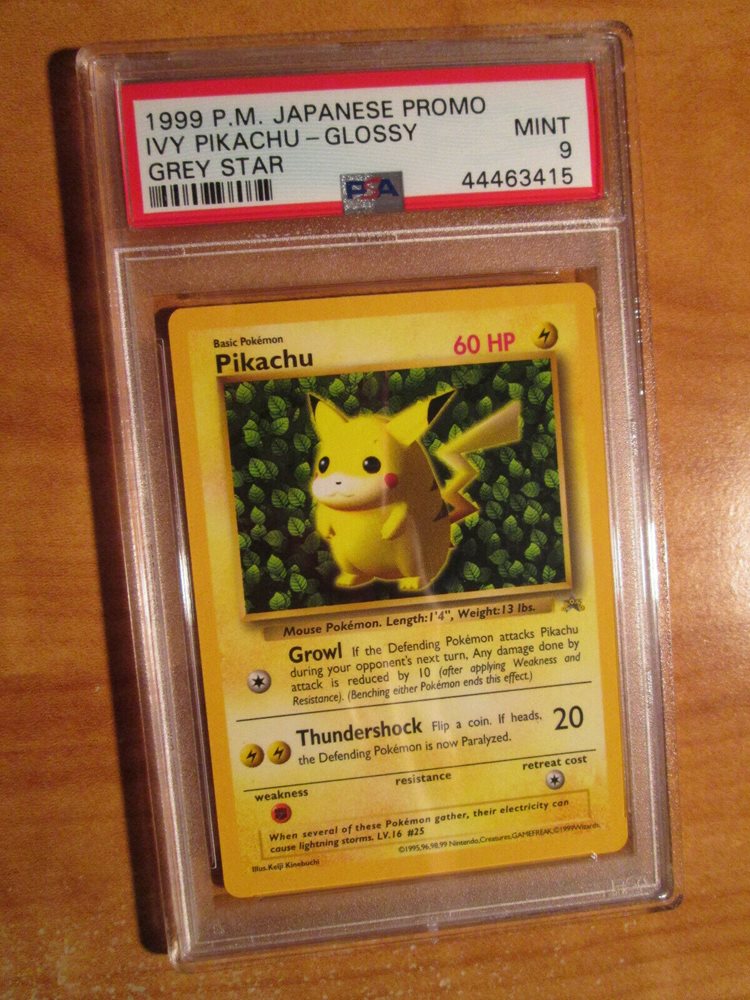 1999 P.M. JAPANESE PROMO
IVY PIKACHU-GLOSSY MINT
GREY STAR 9
PSA 44463415
Basic Pokémon
Pikachu 60 HP
Mouse Pokémon. Length:1'4", Weight:13 lbs.
Growl If the Defending Pokémon attacks Pikachu
during your opponent's next turn, Any damage done by
attack is reduced by 10 (after applying Weakness and
Resistance). (Benching either Pokémon ends this effect.)
Thundershock Flip a coin. If heads, 20
the Defending Pokémon is now Paralyzed.
weakness resistance retreat cost
When several of these Pokémon gather, their electricity can
cause lightning storms. LV.16 #25
Illus. Keiji Kinebuchi ©1995,96,98,99 Nintendo,Creatures,GAMEFREAK.©1999Wizards.